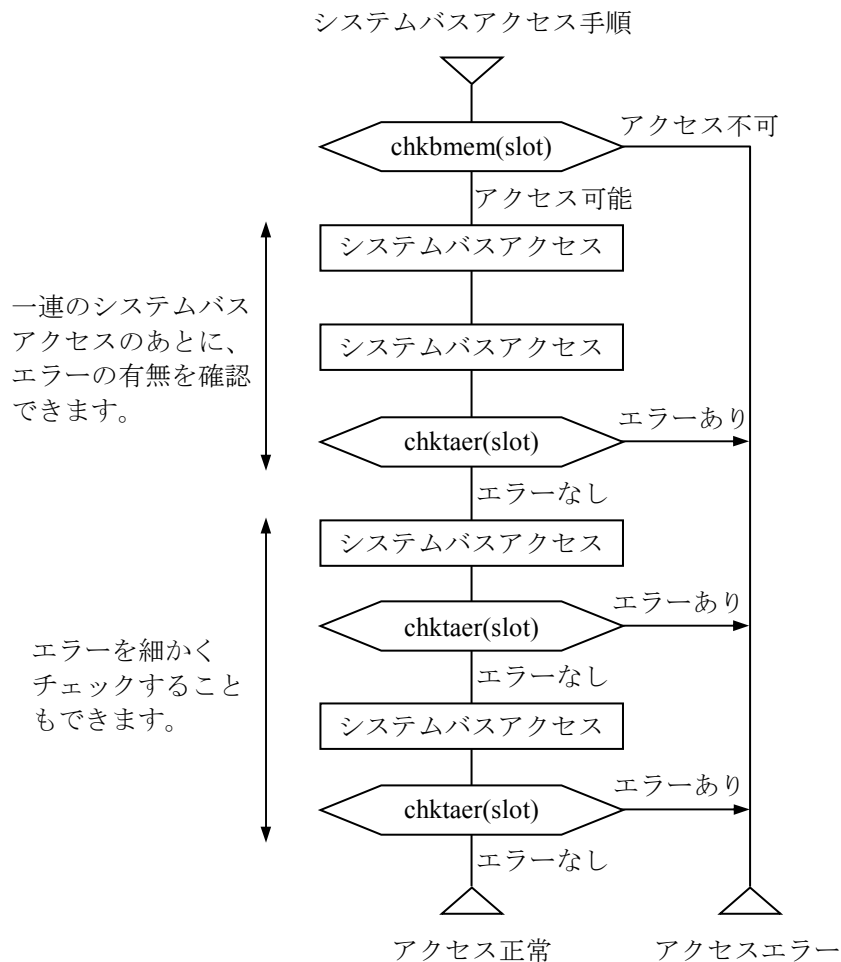 システムバスアクセス手順
chkbmem(slot)
アクセス不可
アクセス可能
システムバスアクセス
一連のシステムバス
アクセスのあとに、
エラーの有無を確認
できます。
システムバスアクセス
chktaer(slot)
エラーあり
エラーなし
システムバスアクセス
chktaer(slot)
エラーあり
エラーなし
エラーを細かく
チェックすること
もできます。
システムバスアクセス
chktaer(slot)
エラーあり
エラーなし
アクセス正常
アクセスエラー